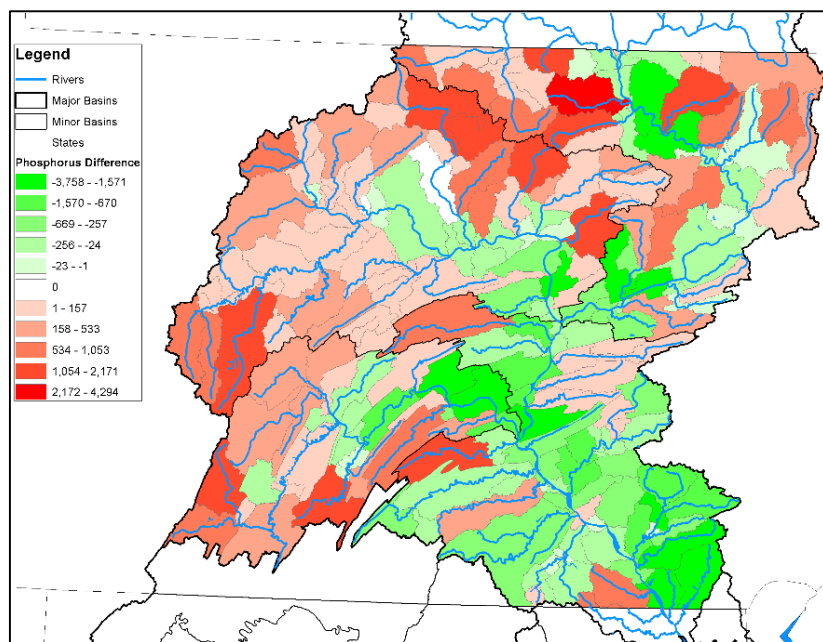 Legend
Rivers
Major Basins
Minor Basins
States
Phosphorus Difference
-3,758 - -1,571
-1,570 - -670
-669 - -257
-256 - -24
-23 - -1
0
1 - 157
158 - 533
534 - 1,053
1,054 - 2,171
2,172 - 4,294